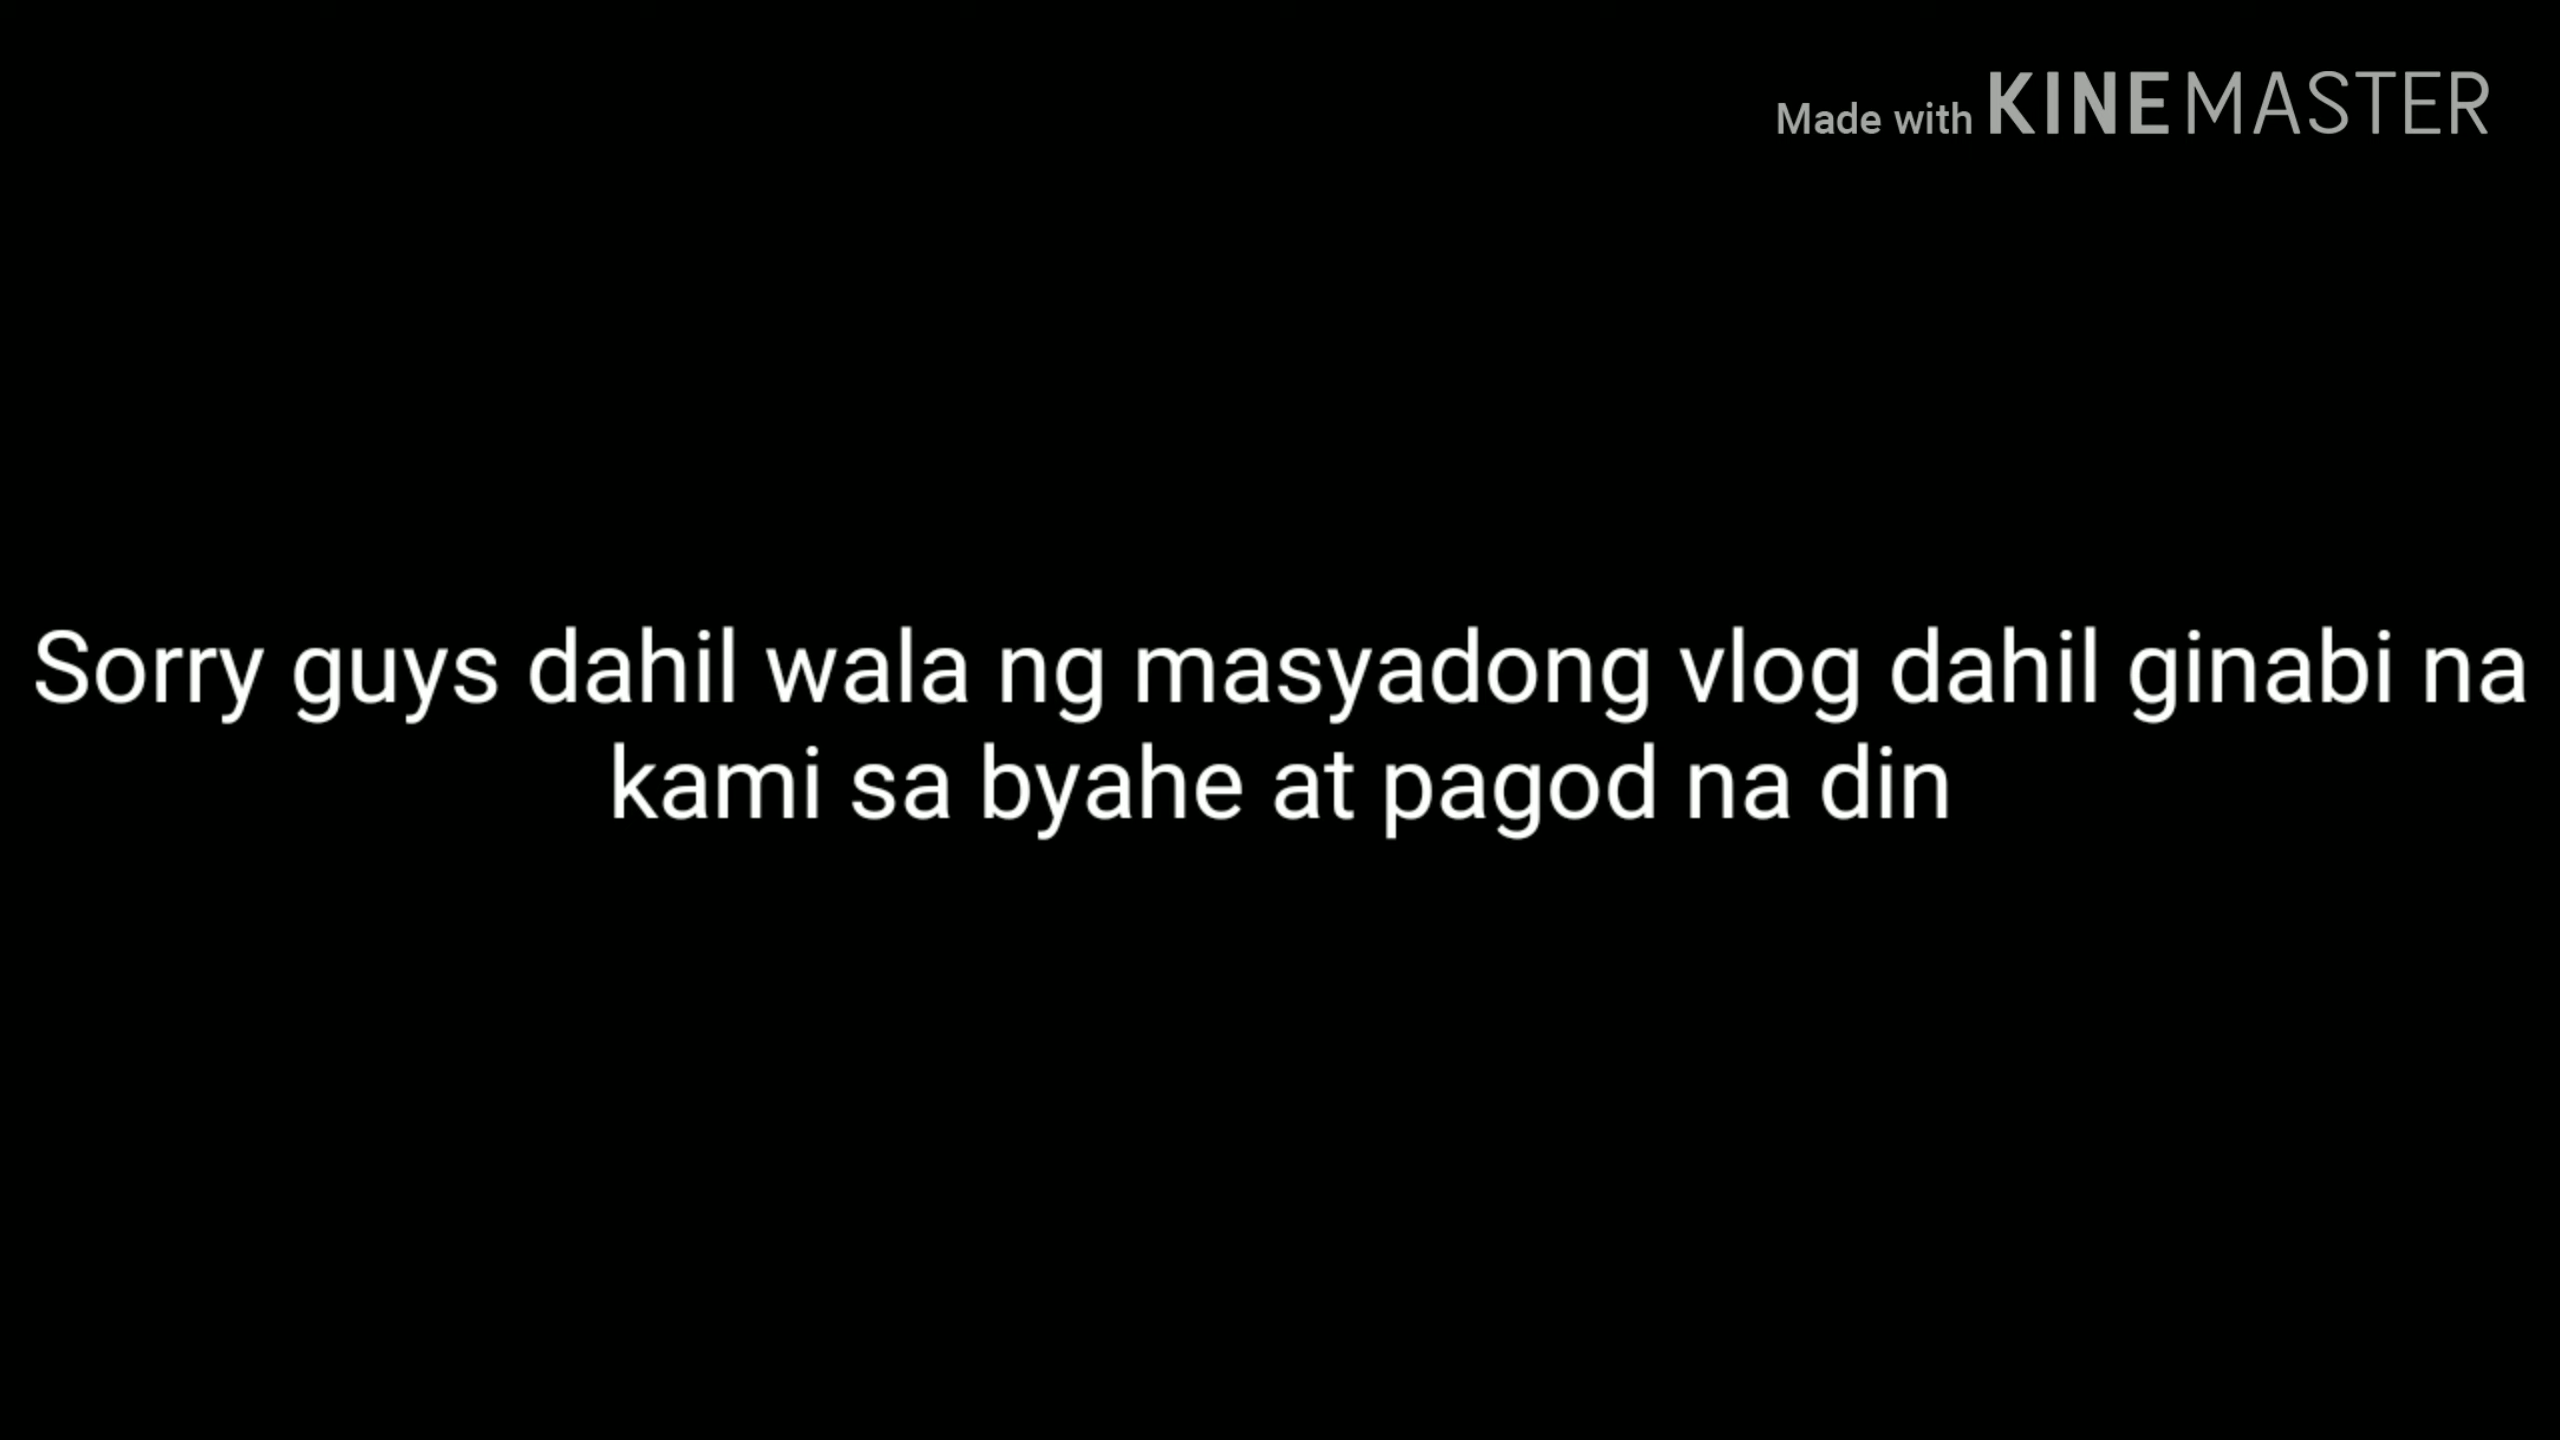 Made with KINEMASTER
Sorry guys dahil wala ng masyadong vlog dahil ginabi na
kami sa byahe at pagod na din